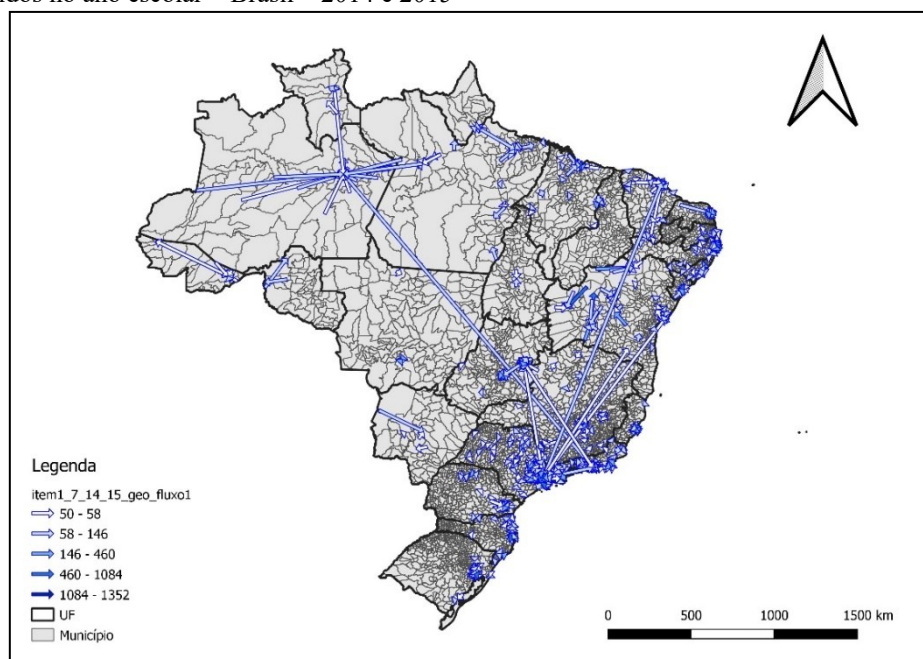 no ano escolar – Brasil – 2014 e 2015
Legenda
item1_7_14_15_geo_fluxo1
50 - 58
58 - 146
146 - 460
460 - 1084
1084 - 1352
UF
Município
0 500 1000 1500 km